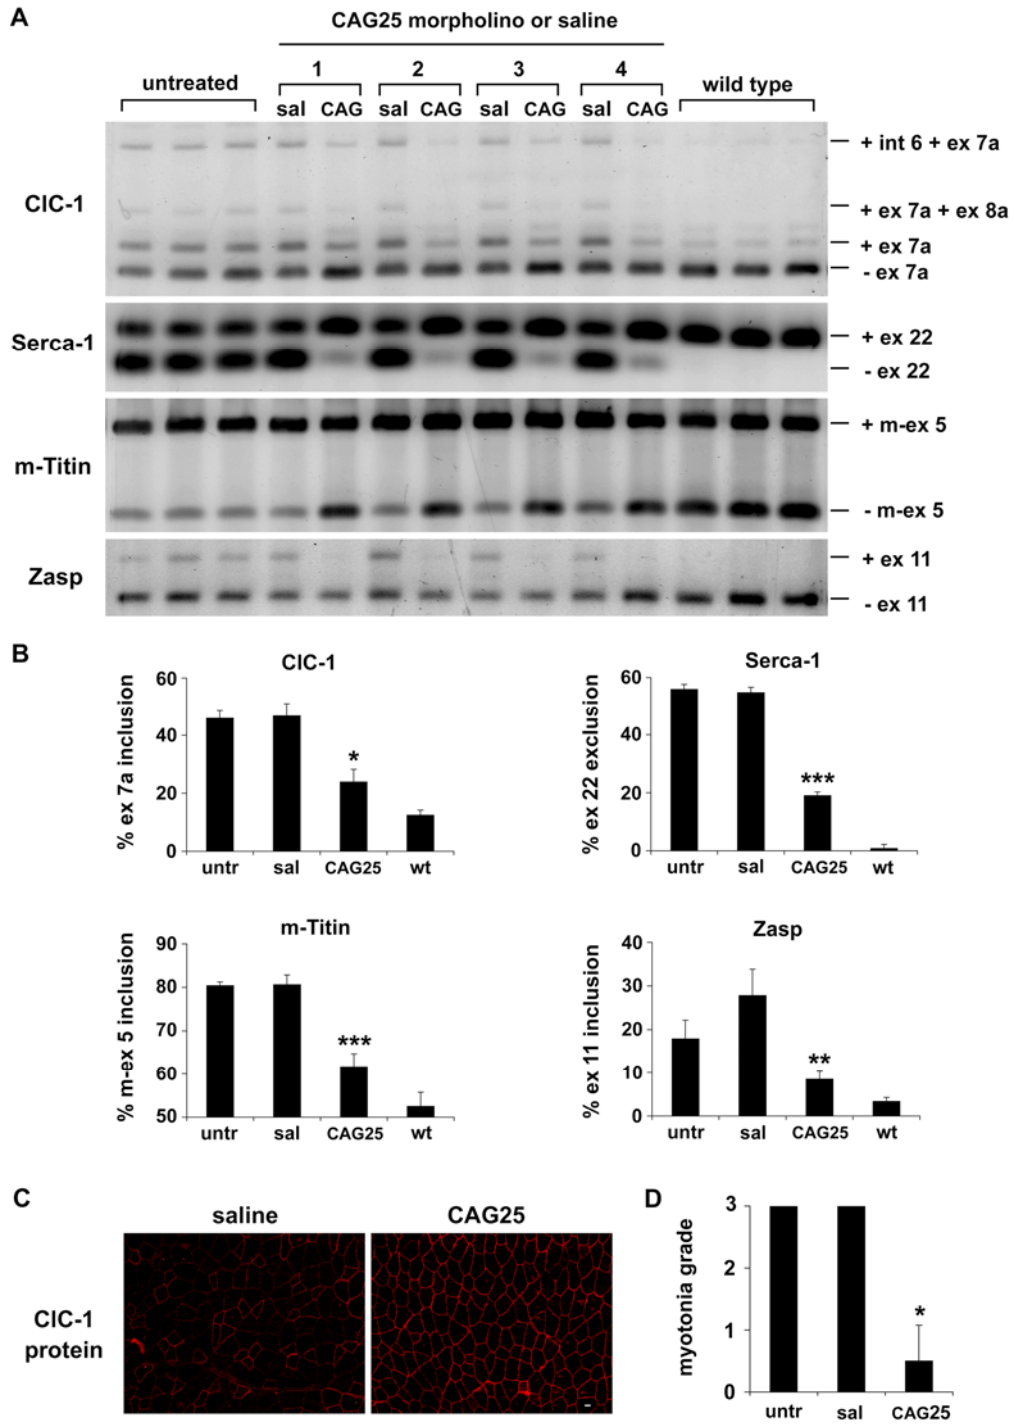 A
CAG25 morpholino or saline
untreated
1
2
3
4
wild type
sal CAG sal CAG sal CAG sal CAG
ClC-1
+ int 6 + ex 7a
+ ex 7a + ex 8a
+ ex 7a
- ex 7a
Serca-1
+ ex 22
- ex 22
m-Titin
+ m-ex 5
- m-ex 5
Zasp
+ ex 11
- ex 11
B
ClC-1
% ex 7a inclusion
60
40
20
0
*
untr sal CAG25 wt
Serca-1
% ex 22 exclusion
60
40
20
0
***
untr sal CAG25 wt
m-Titin
% m-ex 5 inclusion
90
80
70
60
50
***
untr sal CAG25 wt
Zasp
% ex 11 inclusion
40
30
20
10
0
**
untr sal CAG25 wt
C
saline
CAG25
ClC-1
protein
D
myotonia grade
3
2
1
0
*
untr sal CAG25